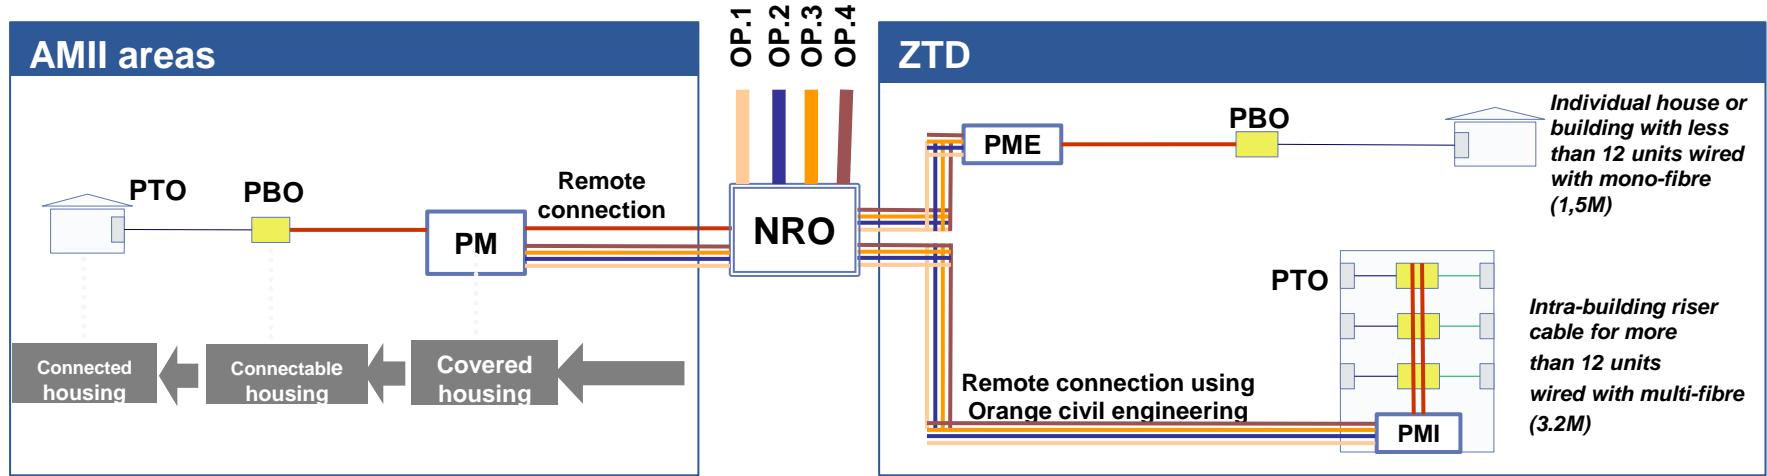 AMII areas
PTO
PBO
Remote
connection
PM
Connected
housing
Connectable
housing
Covered
housing
OP.1
OP.2
OP.3
OP.4
NRO
ZTD
PME
PBO
Individual house or
building with less
than 12 units wired
with mono-fibre
(1,5M)
PTO
Intra-building riser
cable for more
than 12 units
wired with multi-fibre
(3.2M)
Remote connection using
Orange civil engineering
PMI